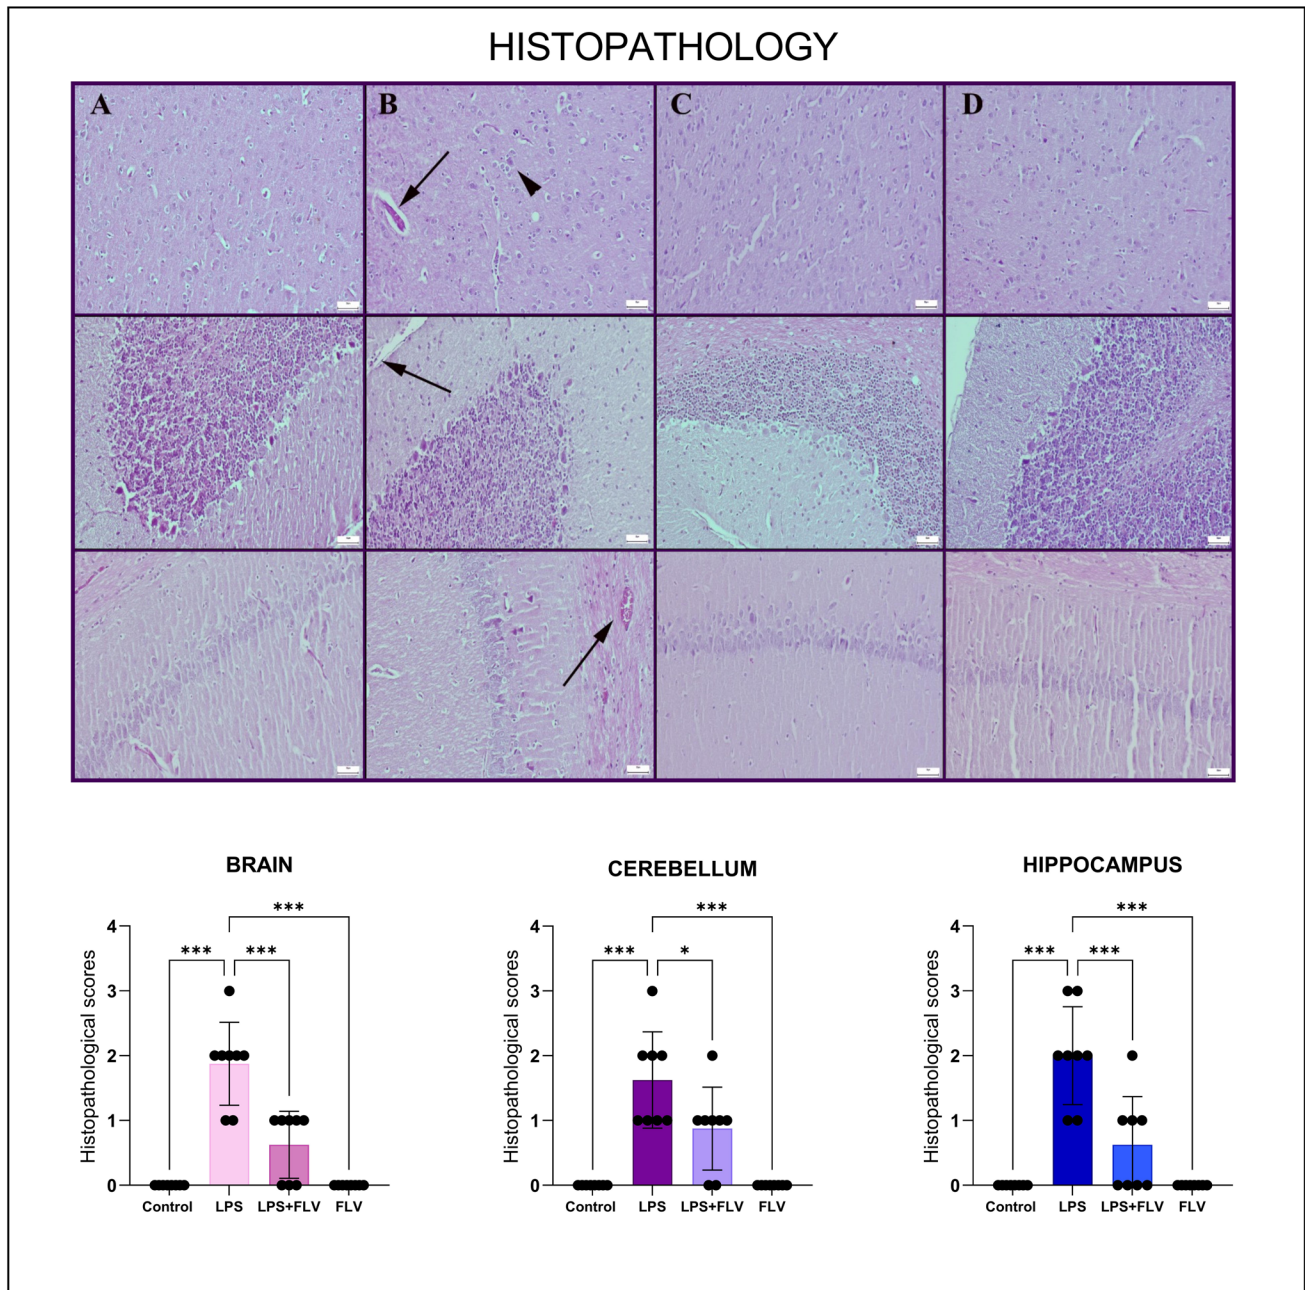 HISTOPATHOLOGY
A
B
C
D
BRAIN
***
***
***
Histopathological scores
4
3
2
1
0
Control
LPS
LPS+FLV
FLV
CEREBELLUM
***
***
*
Histopathological scores
4
3
2
1
0
Control
LPS
LPS+FLV
FLV
HIPPOCAMPUS
***
***
***
Histopathological scores
4
3
2
1
0
Control
LPS
LPS+FLV
FLV